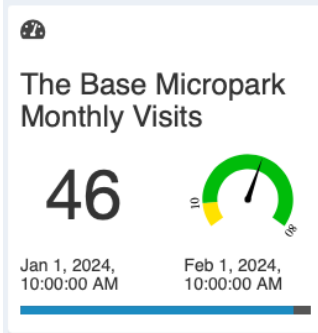 The Base Micropark
Monthly Visits
46
10
80
Jan 1, 2024,
10:00:00 AM
Feb 1, 2024,
10:00:00 AM